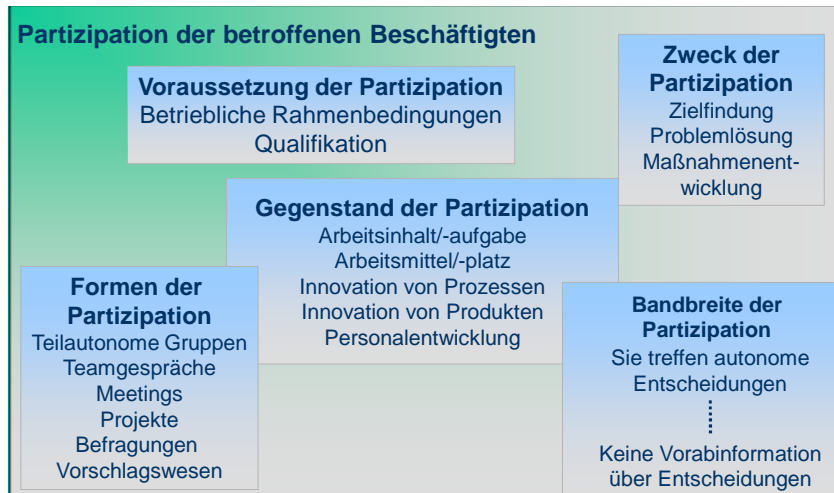 Partizipation der betroffenen Beschäftigten
Voraussetzung der Partizipation
Betriebliche Rahmenbedingungen
Qualifikation
Zweck der
Partizipation
Zielfindung
Problemlösung
Maßnahmenent-
wicklung
Gegenstand der Partizipation
Arbeitsinhalt/-aufgabe
Arbeitsmittel/-platz
Innovation von Prozessen
Innovation von Produkten
Personalentwicklung
Formen der
Partizipation
Teilautonome Gruppen
Teamgespräche
Meetings
Projekte
Befragungen
Vorschlagswesen
Bandbreite der
Partizipation
Sie treffen autonome
Entscheidungen
Keine Vorabinformation
über Entscheidungen